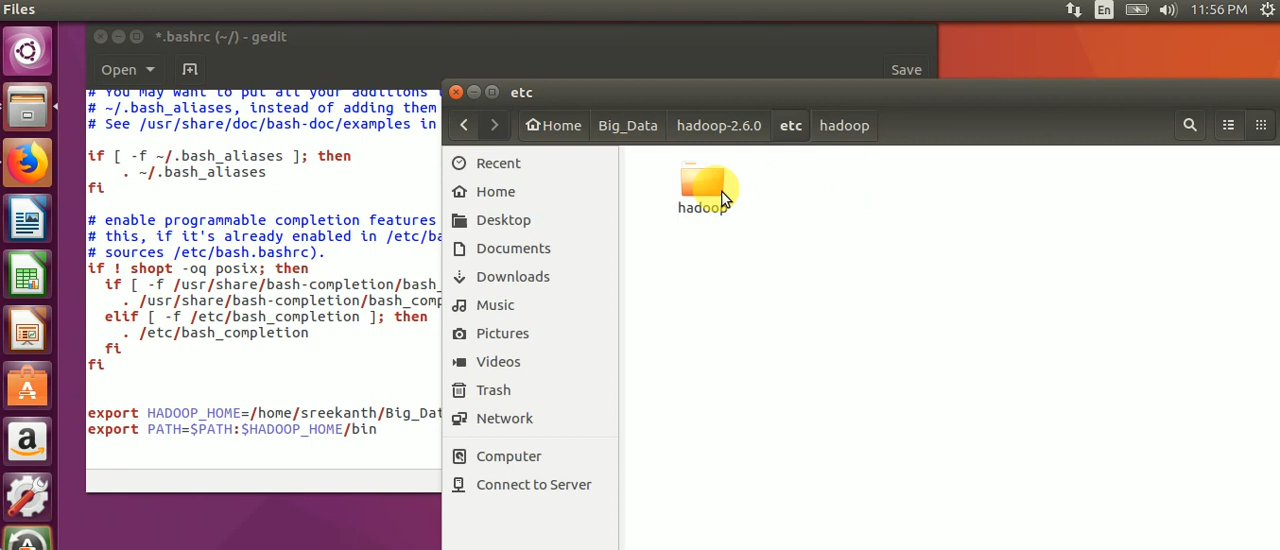 Files
En
11:56 PM
*.bashrc (~/) - gedit
Open
Save
# You may want to put all your additions
# ~/.bash_aliases, instead of adding them
# See /usr/share/doc/bash-doc/examples in
if [ -f ~/.bash_aliases ]; then
. ~/.bash_aliases
fi
# enable programmable completion features
# this, if it's already enabled in /etc/ba
# sources /etc/bash.bashrc).
if ! shopt -oq posix; then
if [ -f /usr/share/bash-completion/bash_
. /usr/share/bash-completion/bash_comp
elif [ -f /etc/bash_completion ]; then
. /etc/bash_completion
fi
fi
export HADOOP_HOME=/home/sreekanth/Big_Dat
export PATH=$PATH:$HADOOP_HOME/bin
etc
Home
Big_Data
hadoop-2.6.0
etc
hadoop
Recent
Home
Desktop
Documents
Downloads
Music
Pictures
Videos
Trash
Network
Computer
Connect to Server
hadoop